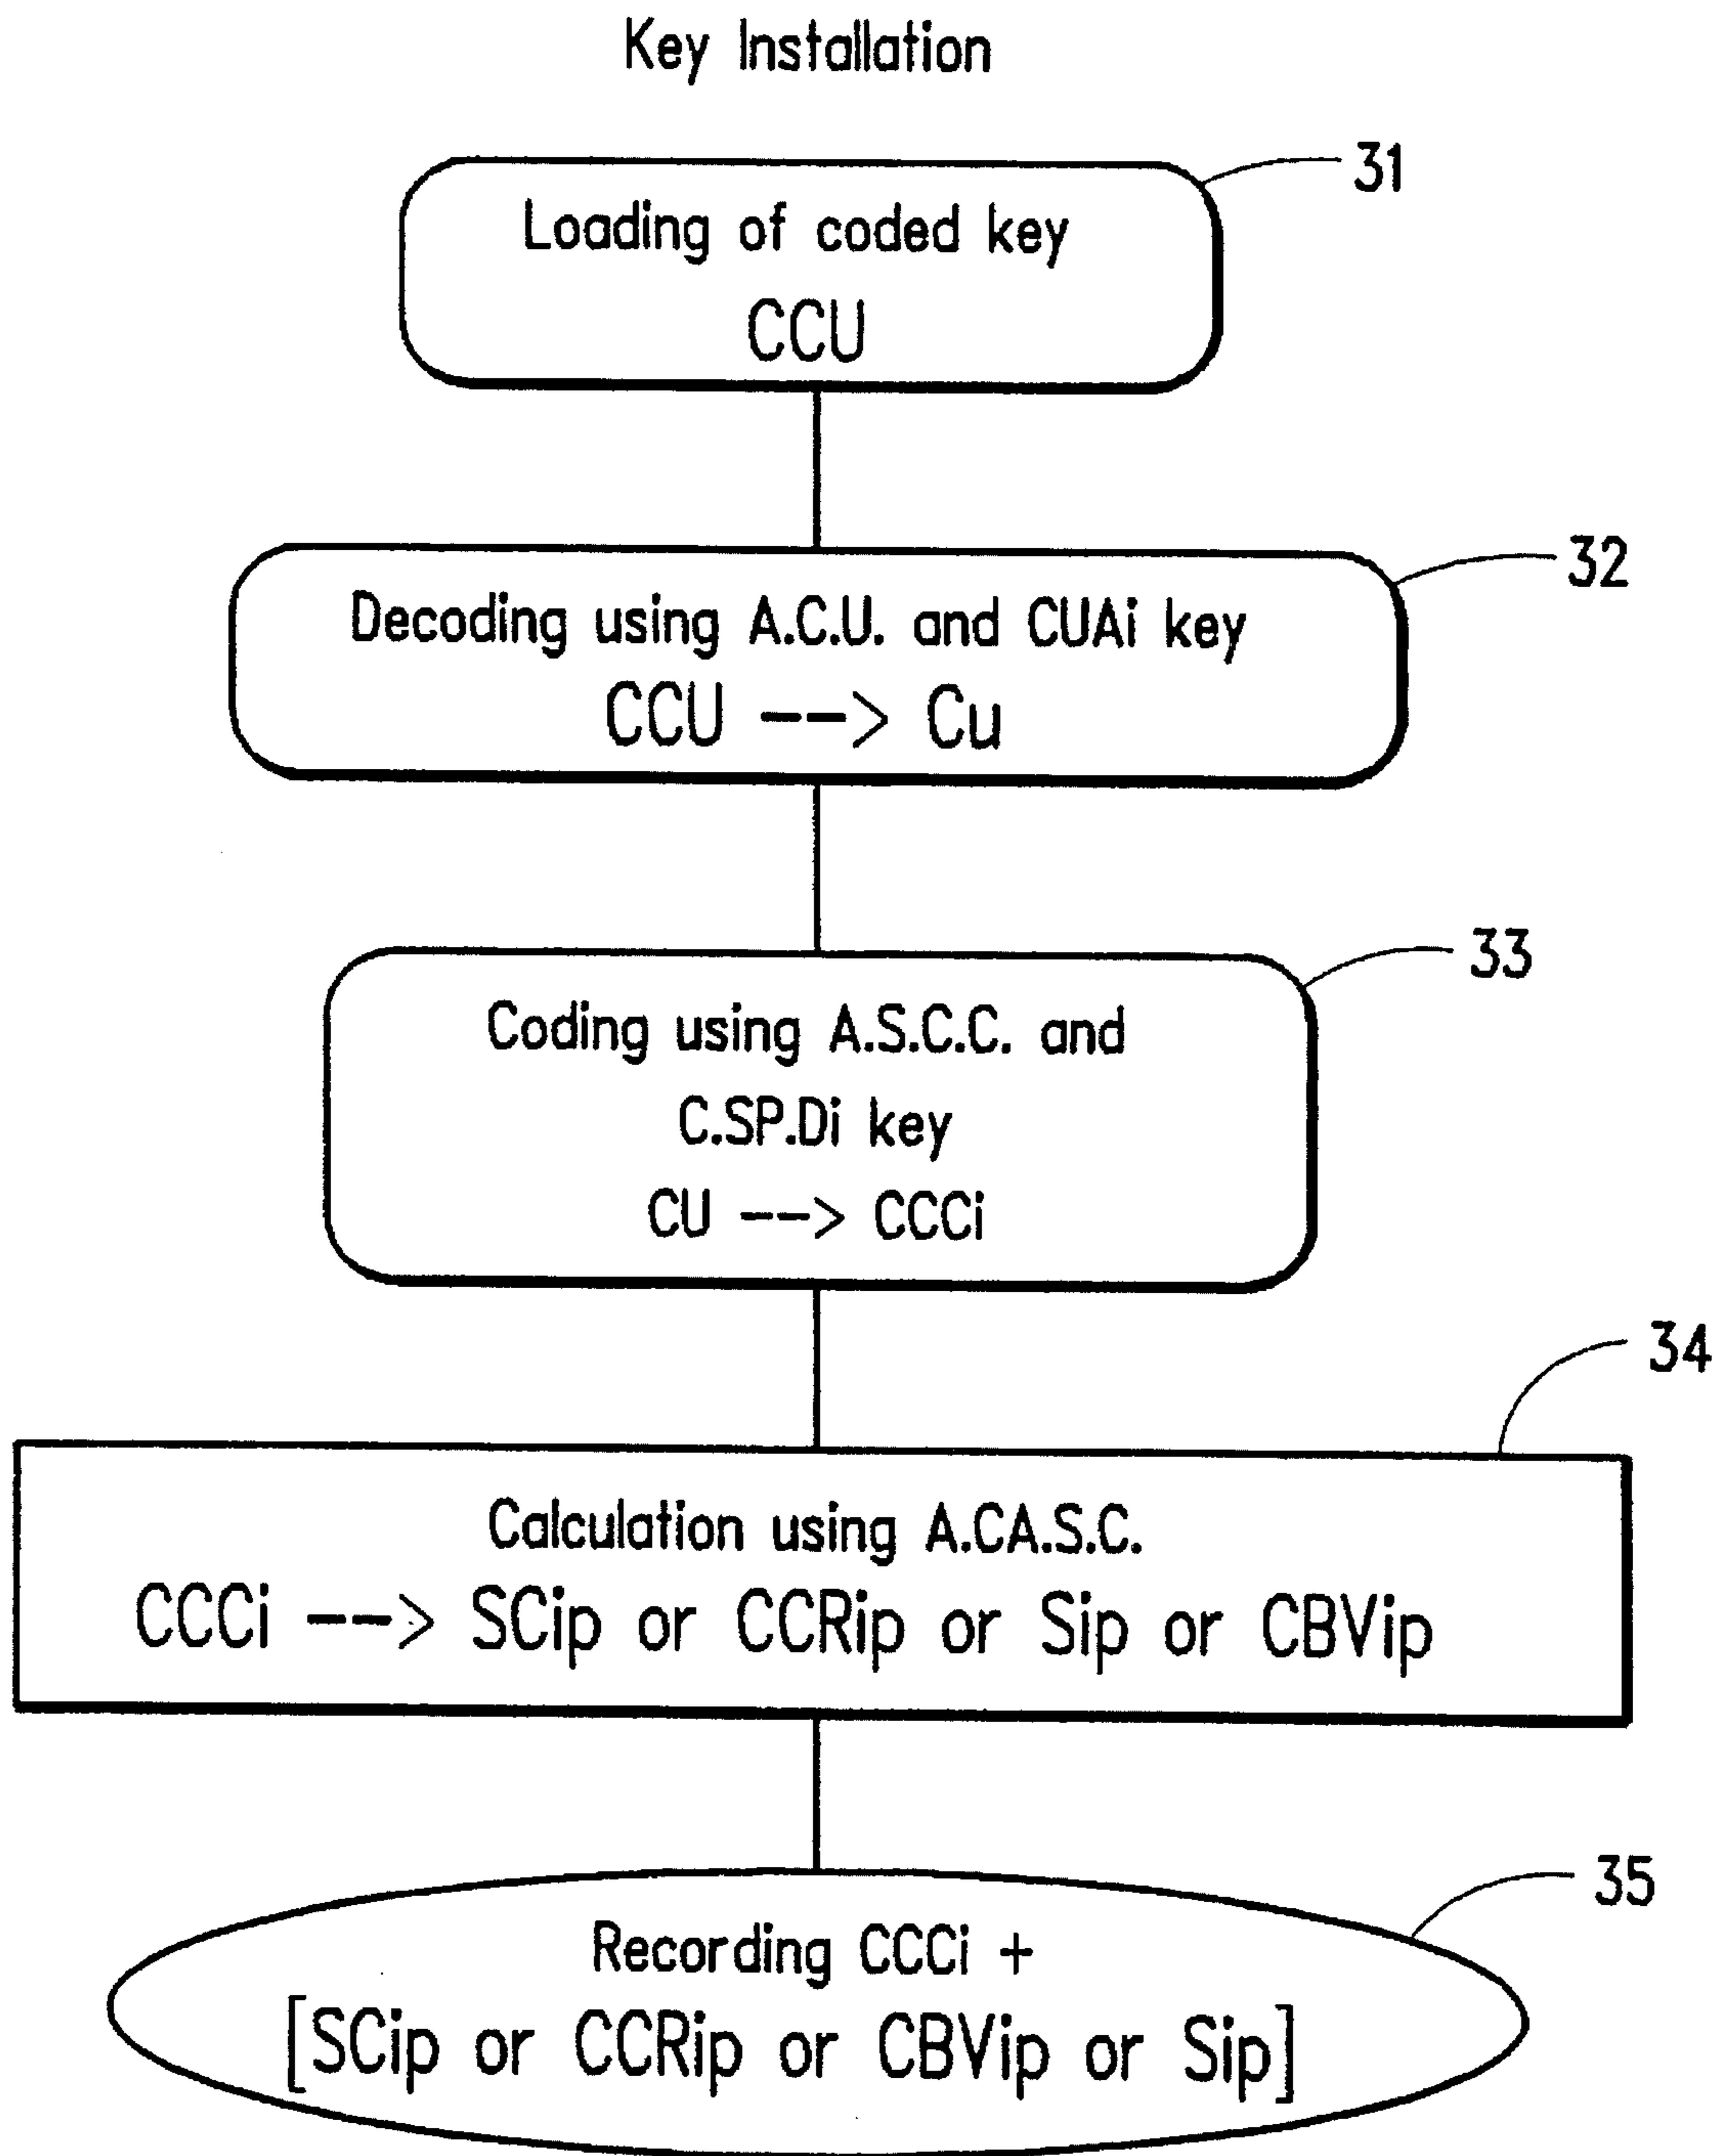 Key Installation
31
Loading of coded key
CCU
32
Decoding using A.C.U. and CUAi key
CCU --> Cu
33
Coding using A.S.C.C. and
C.SP.Di key
CU --> CCCi
34
Calculation using A.CA.S.C.
CCCi --> SCip or CCRip or Sip or CBVip
35
Recording CCCi +
[SCip or CCRip or CBVip or Sip]